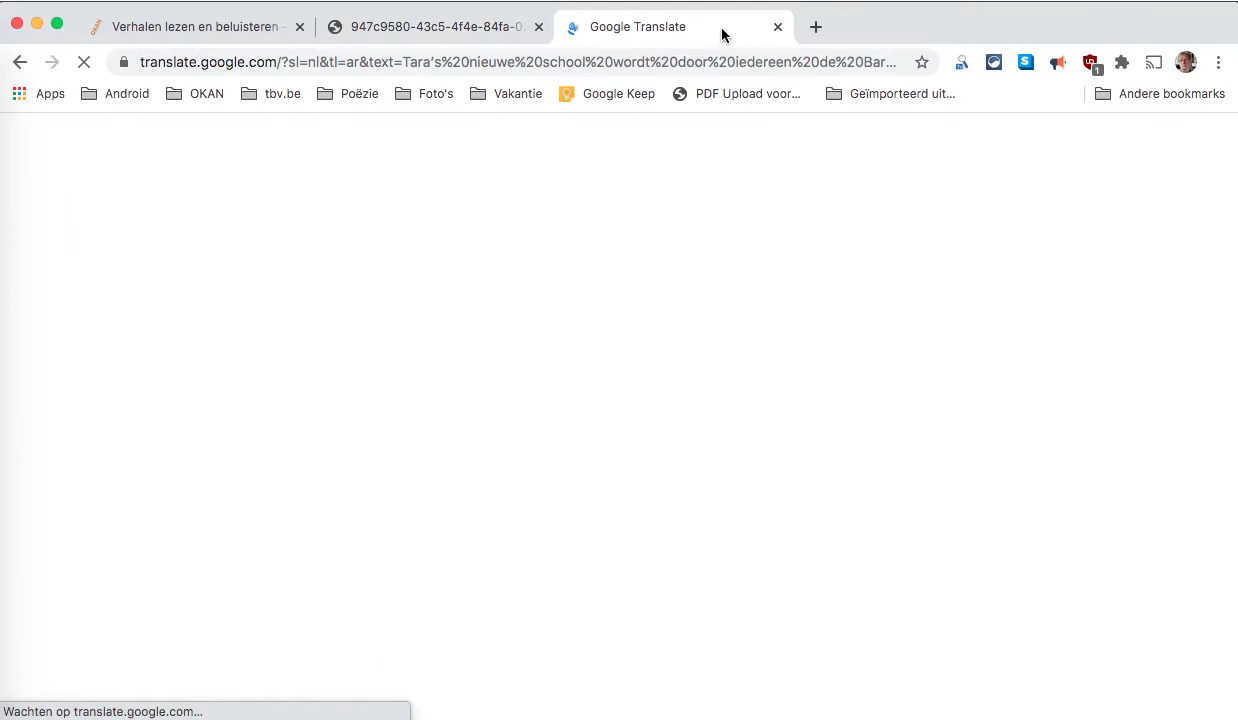 Verhalen lezen en beluisteren -
947c9580-43c5-4f4e-84fa-0
Google Translate
translate.google.com/?sl=nl&tl=ar&text=Tara's%20nieuwe%20school%20wordt%20door%20iedereen%20de%20Bar...
Apps Android OKAN tbv.be Poëzie Foto's Vakantie Google Keep PDF Upload voor... Geïmporteerd uit... Andere bookmarks
Wachten op translate.google.com...